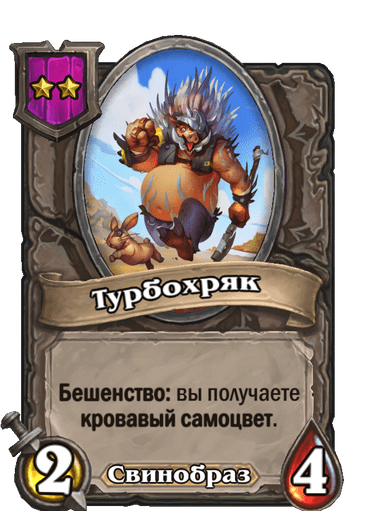 Турбохряк
Бешенство: вы получаете
кровавый самоцвет.
2
Свинобраз
4